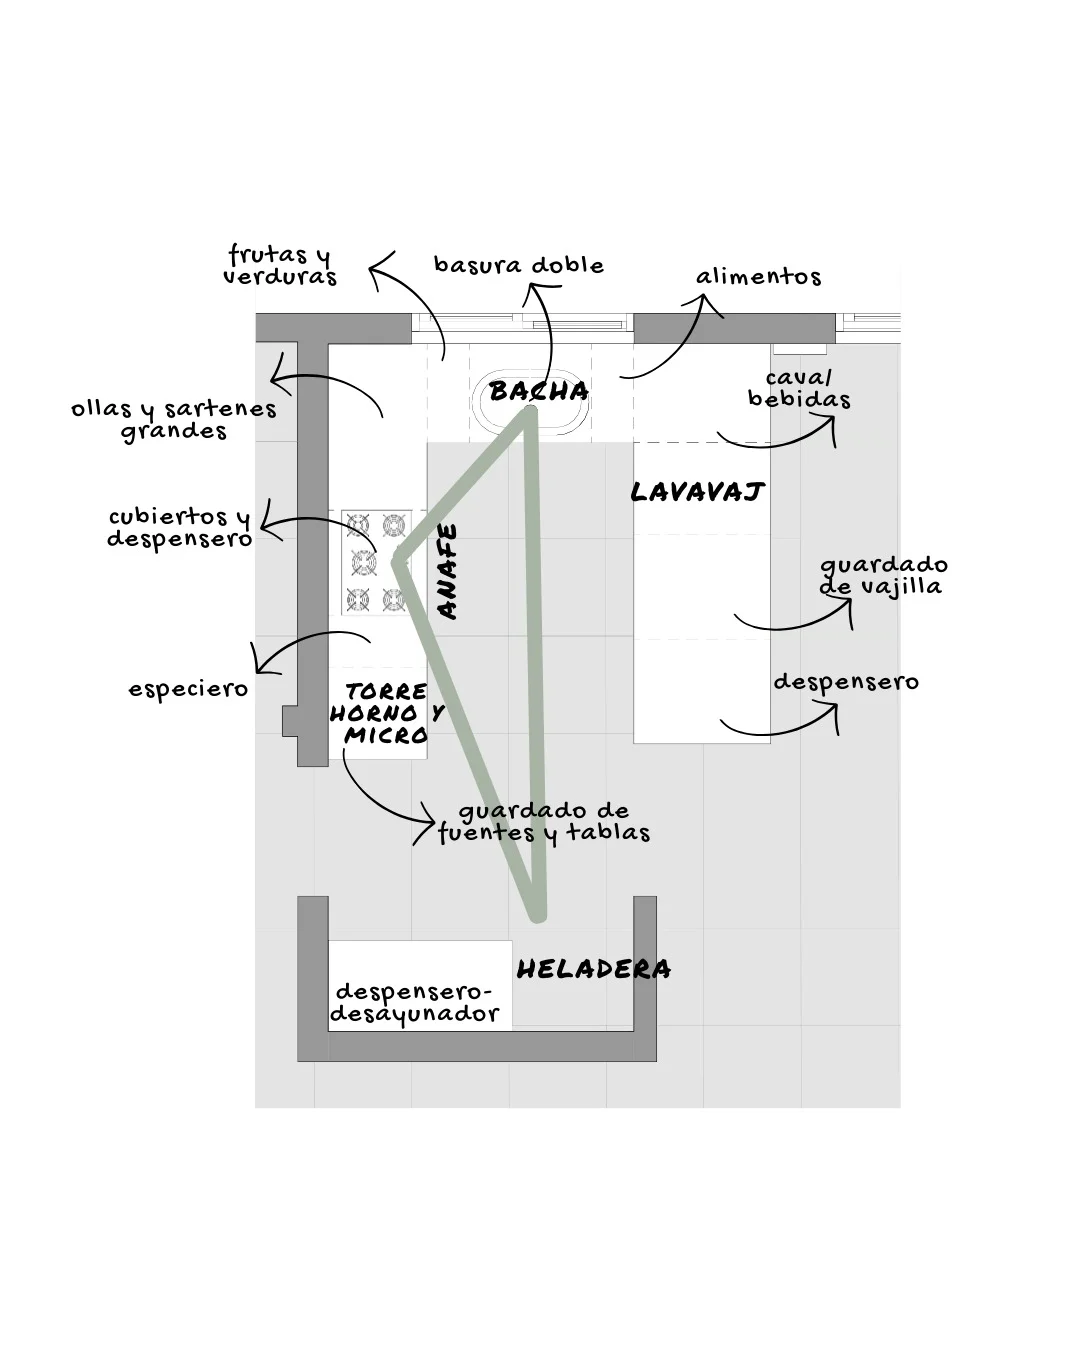 frutas y
verduras
basura doble
alimentos
BACHA
caval
bebidas
ollas y sartenes
grandes
LAVAVAJ
cubiertos y
despensero
ANAFE
guardado
de vajilla
especiero
TORRE
HORNO Y
MICRO
despensero
guardado de
fuentes y tablas
HELADERA
despensero-
desayunador